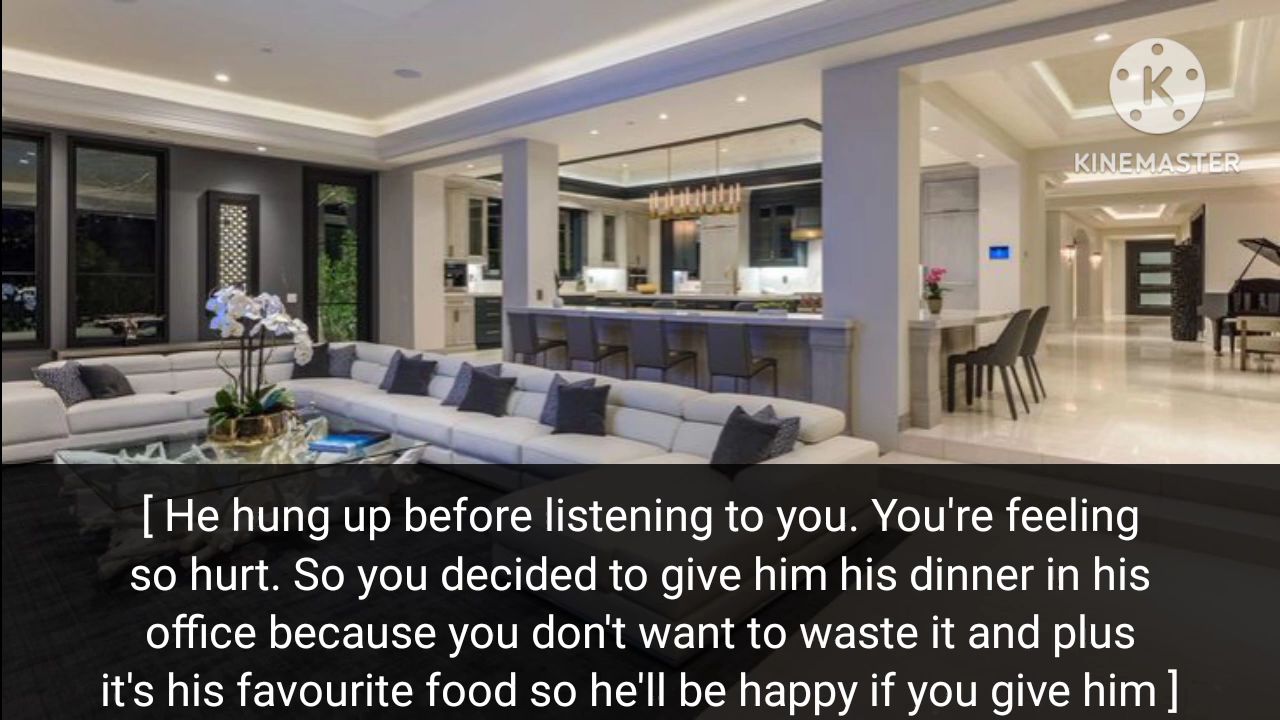 K
KINEMASTER
[ He hung up before listening to you. You're feeling
so hurt. So you decided to give him his dinner in his
office because you don't want to waste it and plus
it's his favourite food so he'll be happy if you give him ]